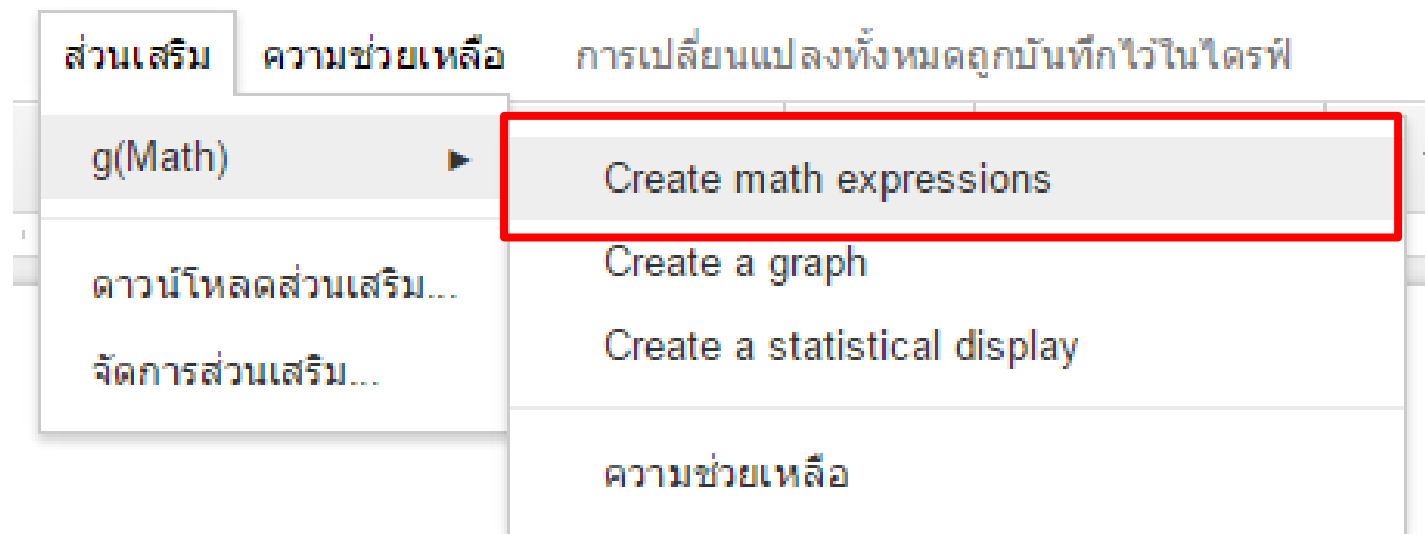 ส่วนเสริม ความช่วยเหลือ การเปลี่ยนแปลงทั้งหมดถูกบันทึกไว้ในไดรฟ์
g(Math)
Create math expressions
Create a graph
Create a statistical display
ความช่วยเหลือ
ดาวน์โหลดส่วนเสริม...
จัดการส่วนเสริม...